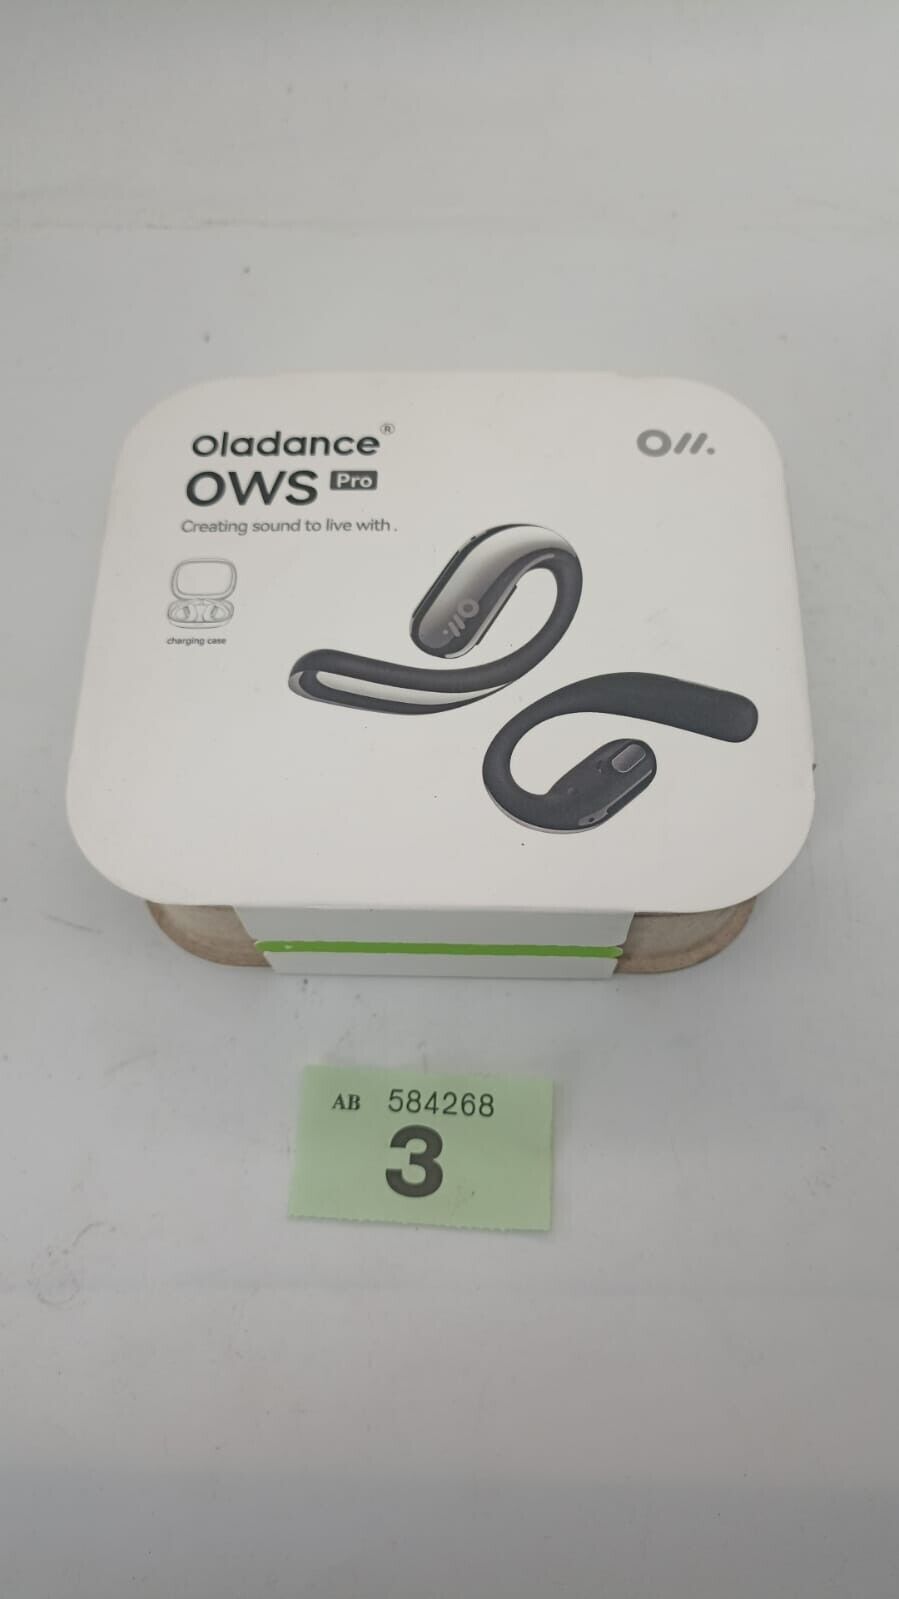 oladance®
OWS Pro
Creating sound to live with.
charging case
O//.
O//.
AB 584268
3